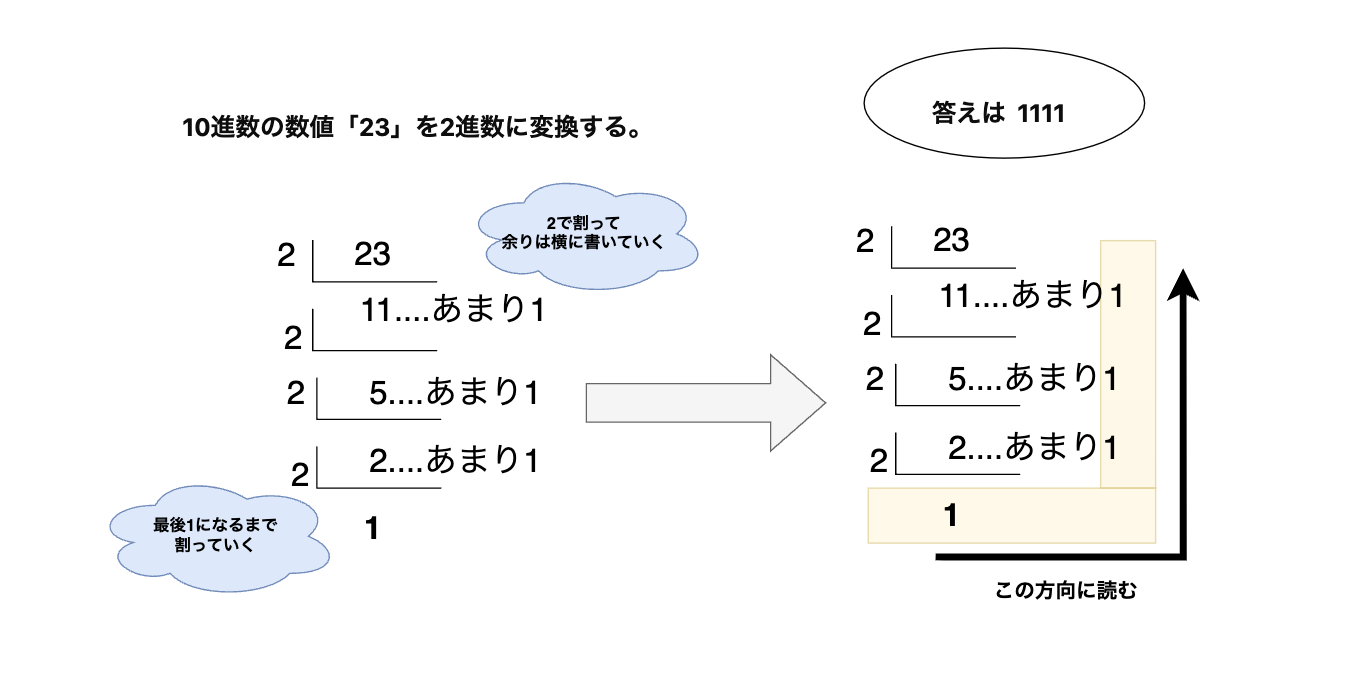 10進数の数値「23」を2進数に変換する。
答えは 1111
2で割って
余りは横に書いていく
2 23
2 11....あまり1
2 5....あまり1
2 2....あまり1
1
最後1になるまで
割っていく
2 23
2 11....あまり1
2 5....あまり1
2 2....あまり1
1
この方向に読む